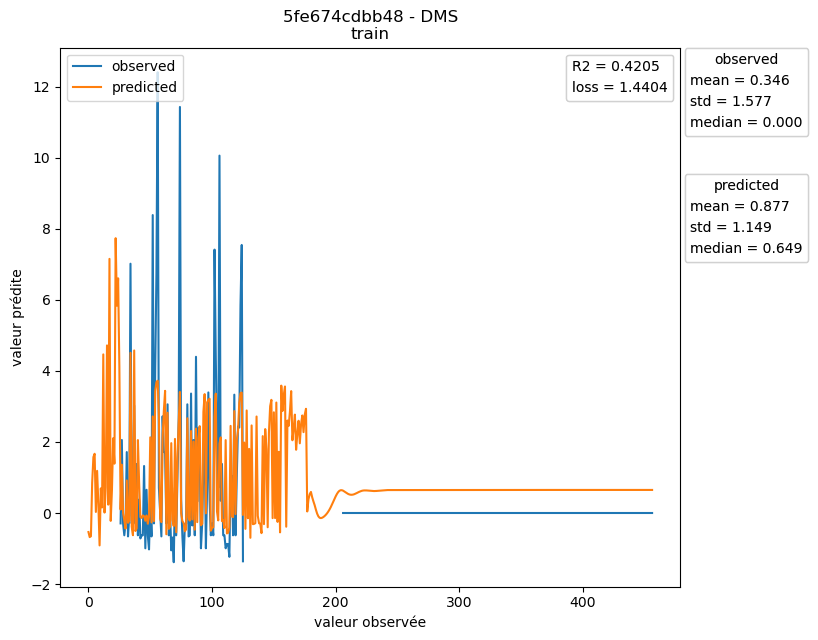 5fe674cdbb48 - DMS
train
observed
predicted
R2 = 0.4205
loss = 1.4404
observed
mean = 0.346
std = 1.577
median = 0.000
predicted
mean = 0.877
std = 1.149
median = 0.649
valeur prédite
12
10
8
6
4
2
0
−2
0
100
200
300
400
valeur observée